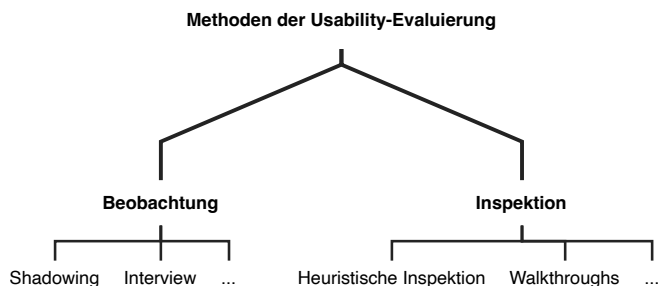 Methoden der Usability-Evaluierung
Beobachtung Inspektion
Shadowing Interview ... Heuristische Inspektion Walkthroughs ...